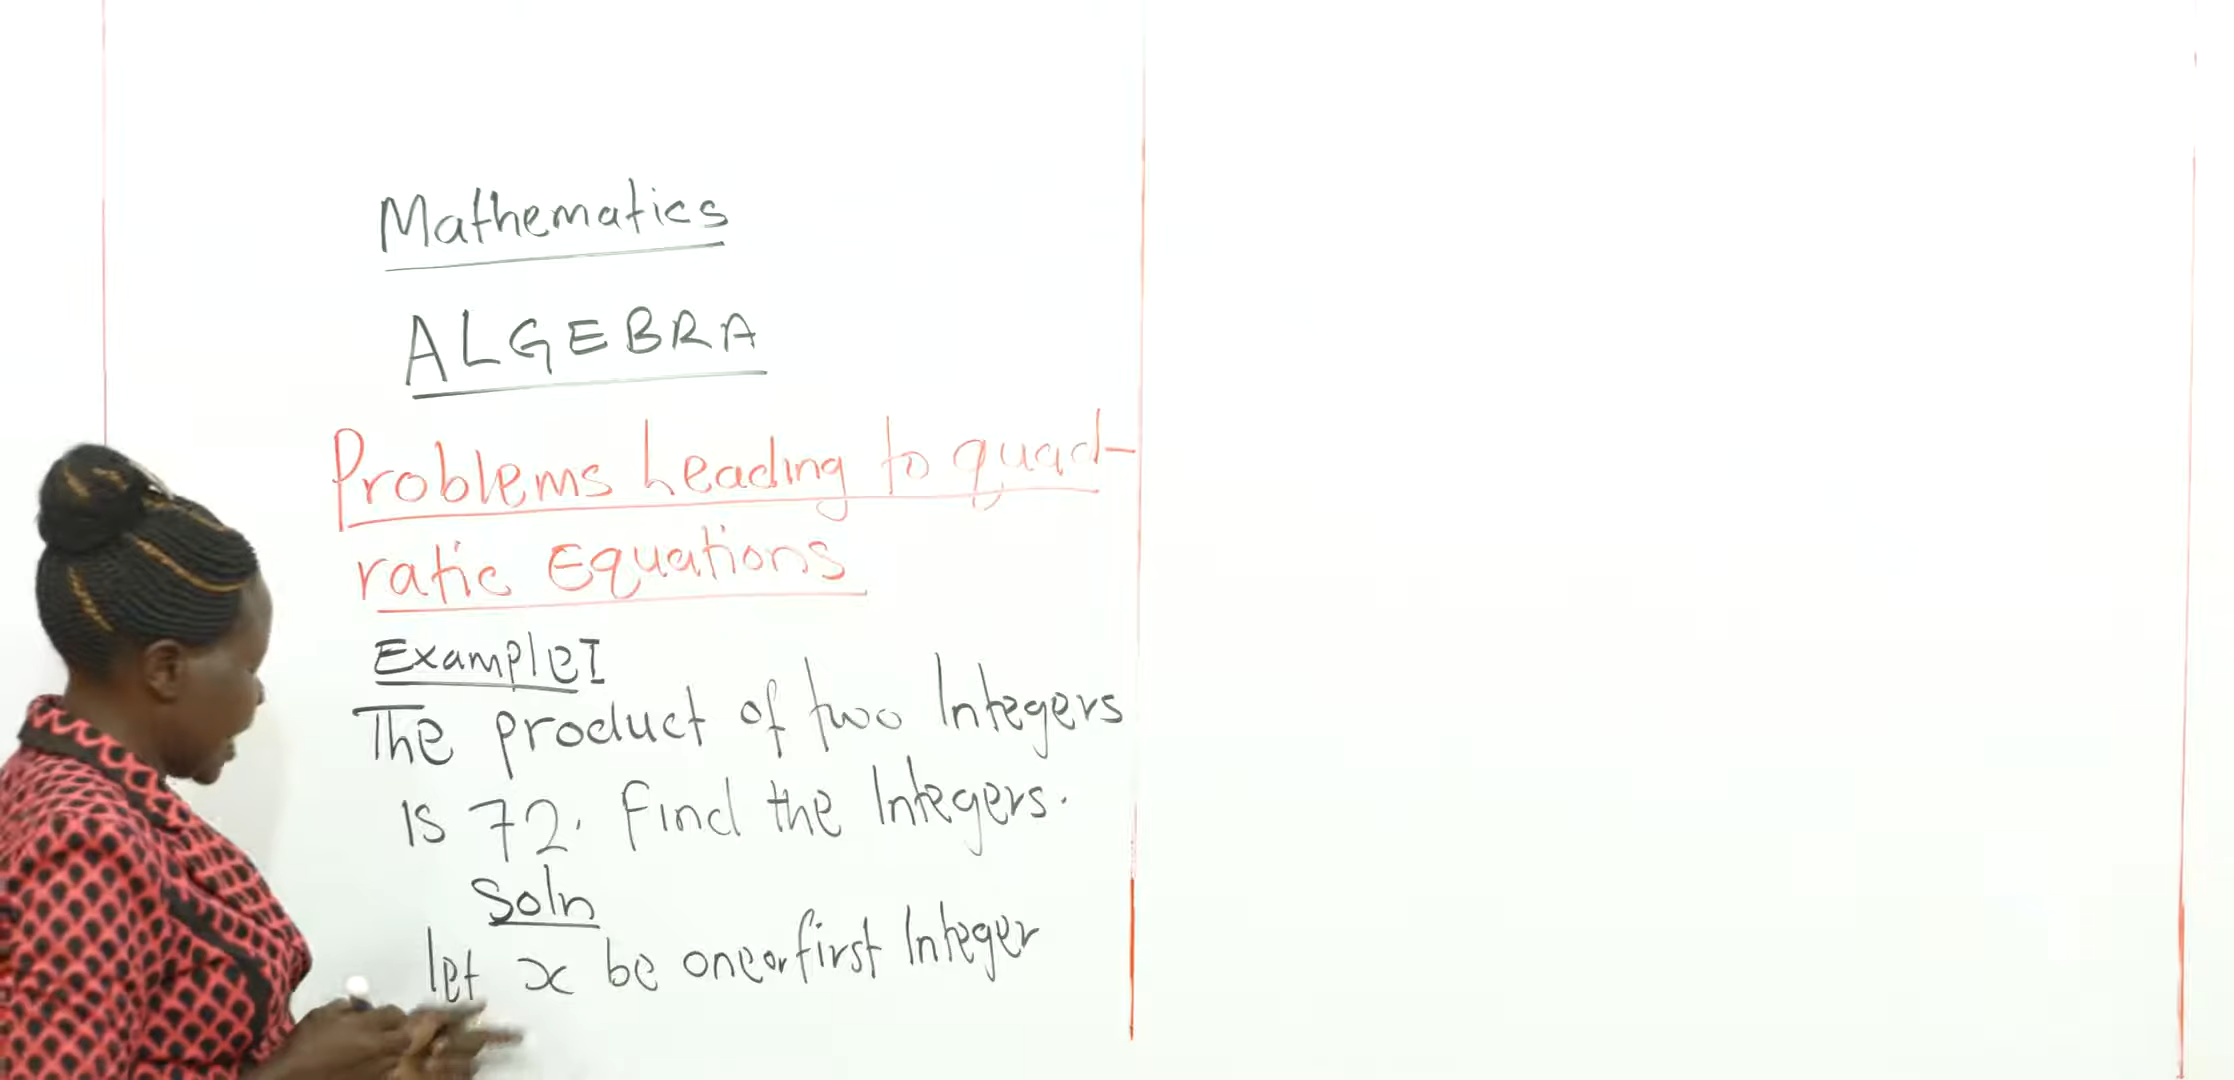 Mathematics
ALGEBRA
Problems leading to quad-
ratic Equations
Example I
The product of two Integers
is 72. Find the Integers.
Soln
let x be one or first Integer